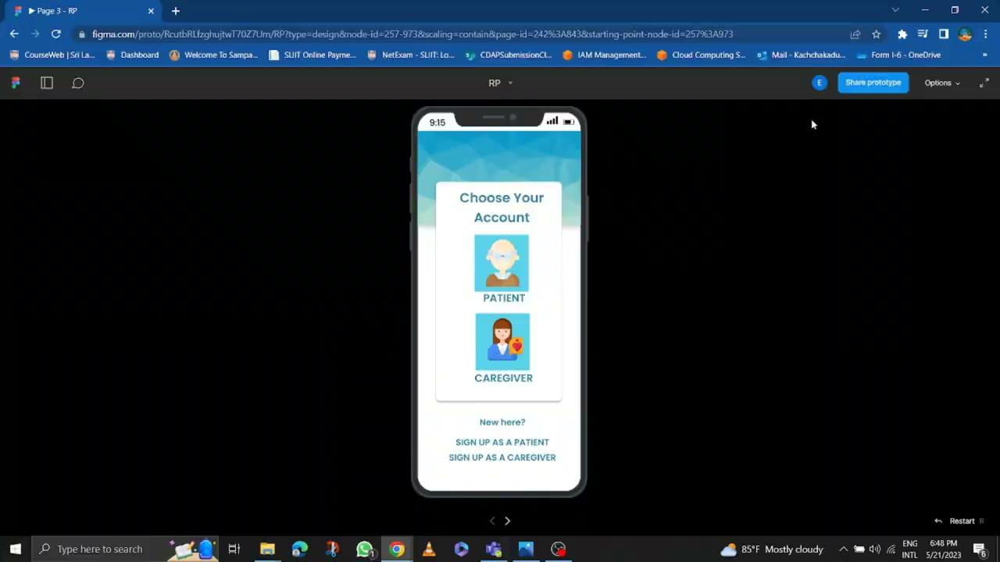 Page 3 - RP
figma.com/proto/RcutbRLfzghujtwT70Z7Um/RP?type=design&node-id=257-973&scaling=contain&page-id=242%3A843&starting-point-node-id=257%3A973
CourseWeb | Sri La...
Dashboard
Welcome To Sampa...
SLIIT Online Payme...
NetExam - SLIIT: Lo...
CDAPSubmissionCl...
IAM Management...
Cloud Computing S...
Mail - Kachchakadu...
Form I-6 - OneDrive
RP
E
Share prototype
Options
9:15
Choose Your
Account
PATIENT
CAREGIVER
New here?
SIGN UP AS A PATIENT
SIGN UP AS A CAREGIVER
Restart R
Type here to search
1
85°F Mostly cloudy
ENG
INTL
6:48 PM
5/21/2023
6